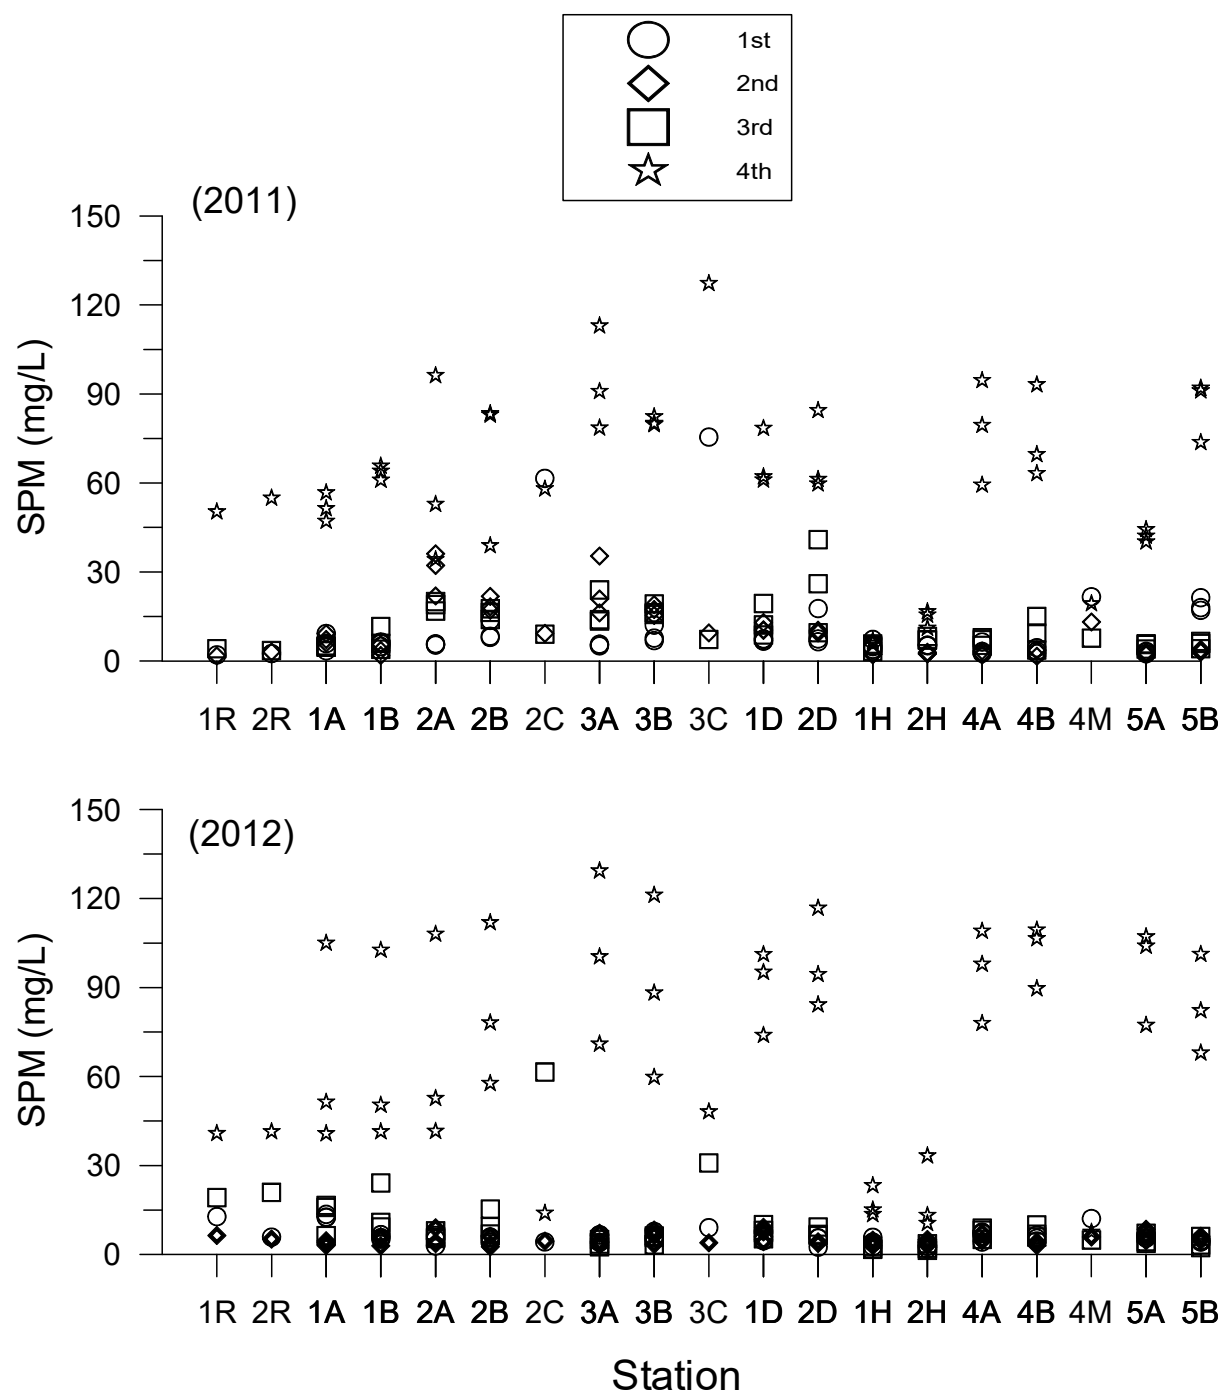 1st
2nd
3rd
4th
(2011)
150
120
90
60
30
0
SPM (mg/L)
1R 2R 1A 1B 2A 2B 2C 3A 3B 3C 1D 2D 1H 2H 4A 4B 4M 5A 5B
(2012)
150
120
90
60
30
0
SPM (mg/L)
1R 2R 1A 1B 2A 2B 2C 3A 3B 3C 1D 2D 1H 2H 4A 4B 4M 5A 5B
Station